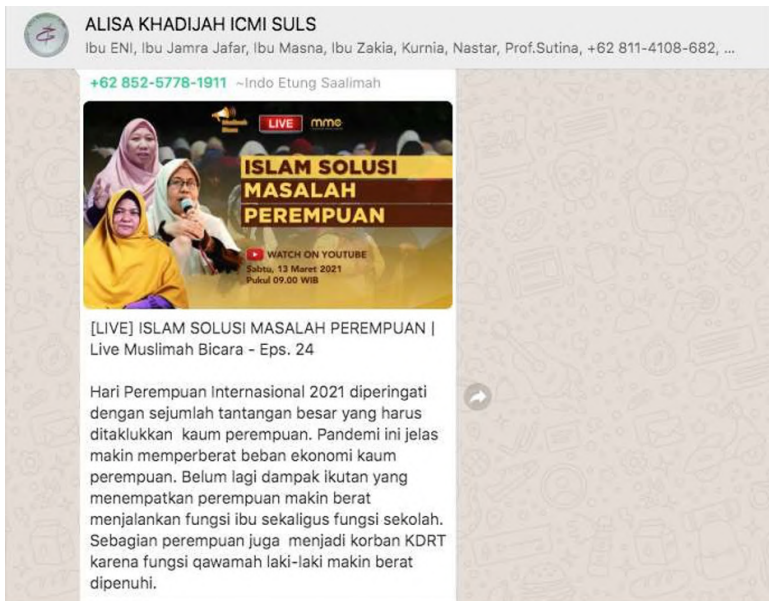 ALISA KHADIJAH ICMI SULS
Ibu ENI, Ibu Jamra Jafar, Ibu Masna, Ibu Zakia, Kurnia, Nastar, Prof.Sutina, +62 811-4108-682, ...
+62 852-5778-1911 ~Indo Etung Saalimah
LIVE mmc
ISLAM SOLUSI
MASALAH
PEREMPUAN
WATCH ON YOUTUBE
Sabtu, 13 Maret 2021
Pukul 09.00 WIB
[LIVE] ISLAM SOLUSI MASALAH PEREMPUAN |
Live Muslimah Bicara - Eps. 24
Hari Perempuan Internasional 2021 diperingati
dengan sejumlah tantangan besar yang harus
ditaklukkan kaum perempuan. Pandemi ini jelas
makin memperberat beban ekonomi kaum
perempuan. Belum lagi dampak ikutan yang
menempatkan perempuan makin berat
menjalankan fungsi ibu sekaligus fungsi sekolah.
Sebagian perempuan juga menjadi korban KDRT
karena fungsi qawamah laki-laki makin berat
dipenuhi.